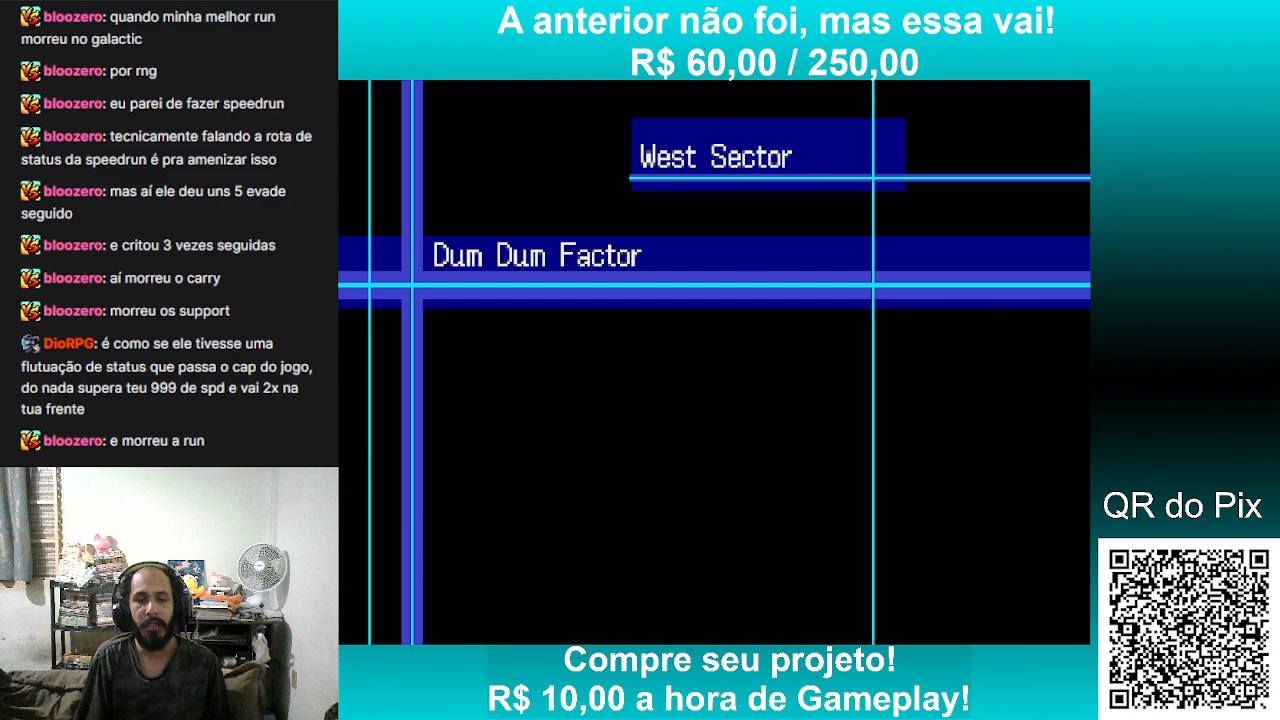 bloozero: quando minha melhor run
morreu no galactic
bloozero: por rng
bloozero: eu parei de fazer speedrun
bloozero: tecnicamente falando a rota de
status da speedrun é pra amenizar isso
bloozero: mas aí ele deu uns 5 evade
seguido
bloozero: e critou 3 vezes seguidas
bloozero: aí morreu o carry
bloozero: morreu os support
DioRPG: é como se ele tivesse uma
flutuação de status que passa o cap do jogo,
do nada supera teu 999 de spd e vai 2x na
tua frente
bloozero: e morreu a run
A anterior não foi, mas essa vai!
R$ 60,00 / 250,00
West Sector
Dum Dum Factor
QR do Pix
Compre seu projeto!
R$ 10,00 a hora de Gameplay!